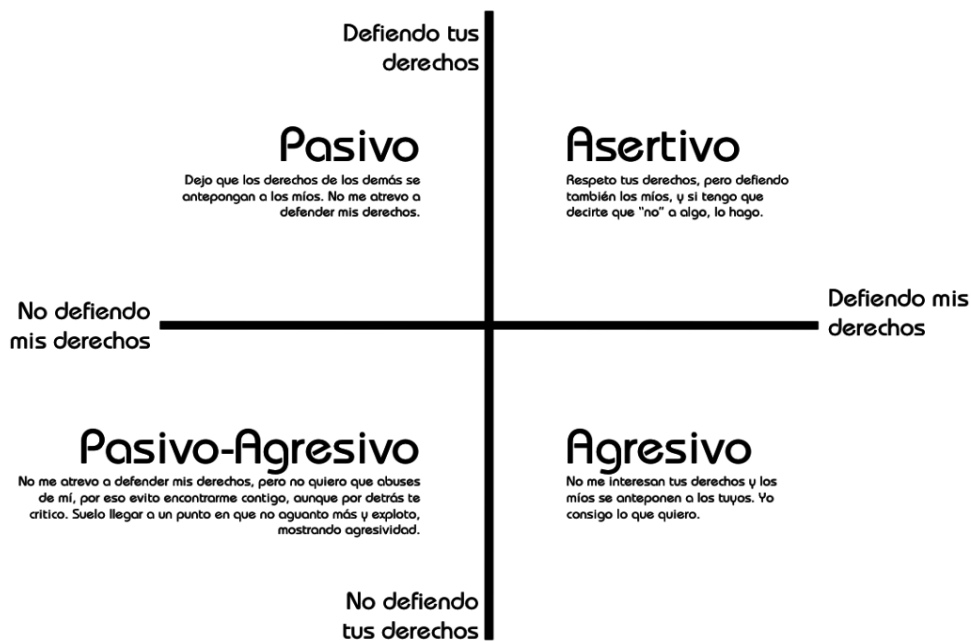 Defiendo tus
derechos
Pasivo
Dejo que los derechos de los demás se
antepongan a los míos. No me atrevo a
defender mis derechos.
Asertivo
Respeto tus derechos, pero defiendo
también los míos, y si tengo que
decirte que "no" a algo, lo hago.
No defiendo
mis derechos
Defiendo mis
derechos
Pasivo-Agresivo
No me atrevo a defender mis derechos, pero no quiero que abuses
de mí, por eso evito encontrarme contigo, aunque por detrás te
critico. Suelo llegar a un punto en que no aguanto más y exploto,
mostrando agresividad.
Agresivo
No me interesan tus derechos y los
míos se anteponen a los tuyos. Yo
consigo lo que quiero.
No defiendo
tus derechos